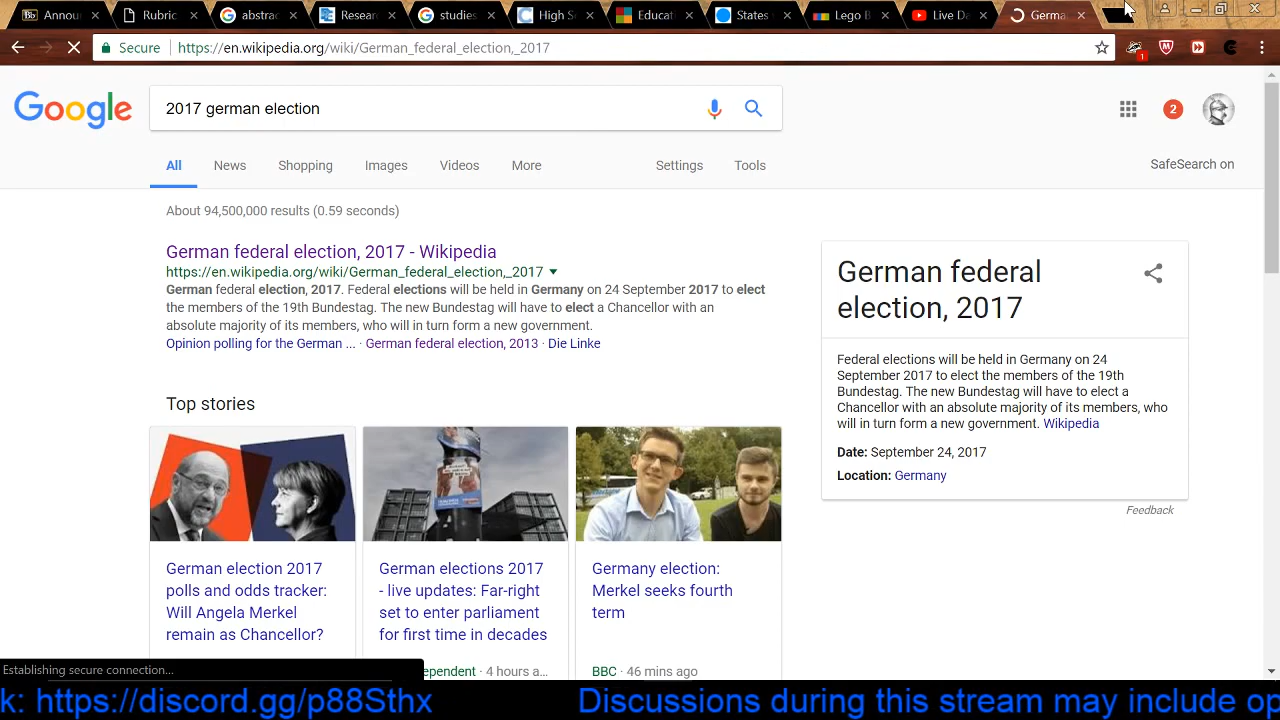 Annou
Rubric
abstrac
Resear
studies
High S
Educat
States
Lego B
Live Da
Germa
Secure
https://en.wikipedia.org/wiki/German_federal_election,_2017
1
Google
2017 german election
2
All
News
Shopping
Images
Videos
More
Settings
Tools
SafeSearch on
About 94,500,000 results (0.59 seconds)
German federal election, 2017 - Wikipedia
https://en.wikipedia.org/wiki/German_federal_election,_2017
German federal election, 2017. Federal elections will be held in Germany on 24 September 2017 to elect
the members of the 19th Bundestag. The new Bundestag will have to elect a Chancellor with an
absolute majority of its members, who will in turn form a new government.
Opinion polling for the German ... · German federal election, 2013 · Die Linke
German federal
election, 2017
Federal elections will be held in Germany on 24
September 2017 to elect the members of the 19th
Bundestag. The new Bundestag will have to elect a
Chancellor with an absolute majority of its members, who
will in turn form a new government. Wikipedia
Date: September 24, 2017
Location: Germany
Feedback
Top stories
German election 2017
polls and odds tracker:
Will Angela Merkel
remain as Chancellor?
German elections 2017
- live updates: Far-right
set to enter parliament
for first time in decades
ependent · 4 hours a...
Germany election:
Merkel seeks fourth
term
BBC · 46 mins ago
Establishing secure connection...
k: https://discord.gg/p88Sthx
Discussions during this stream may include op